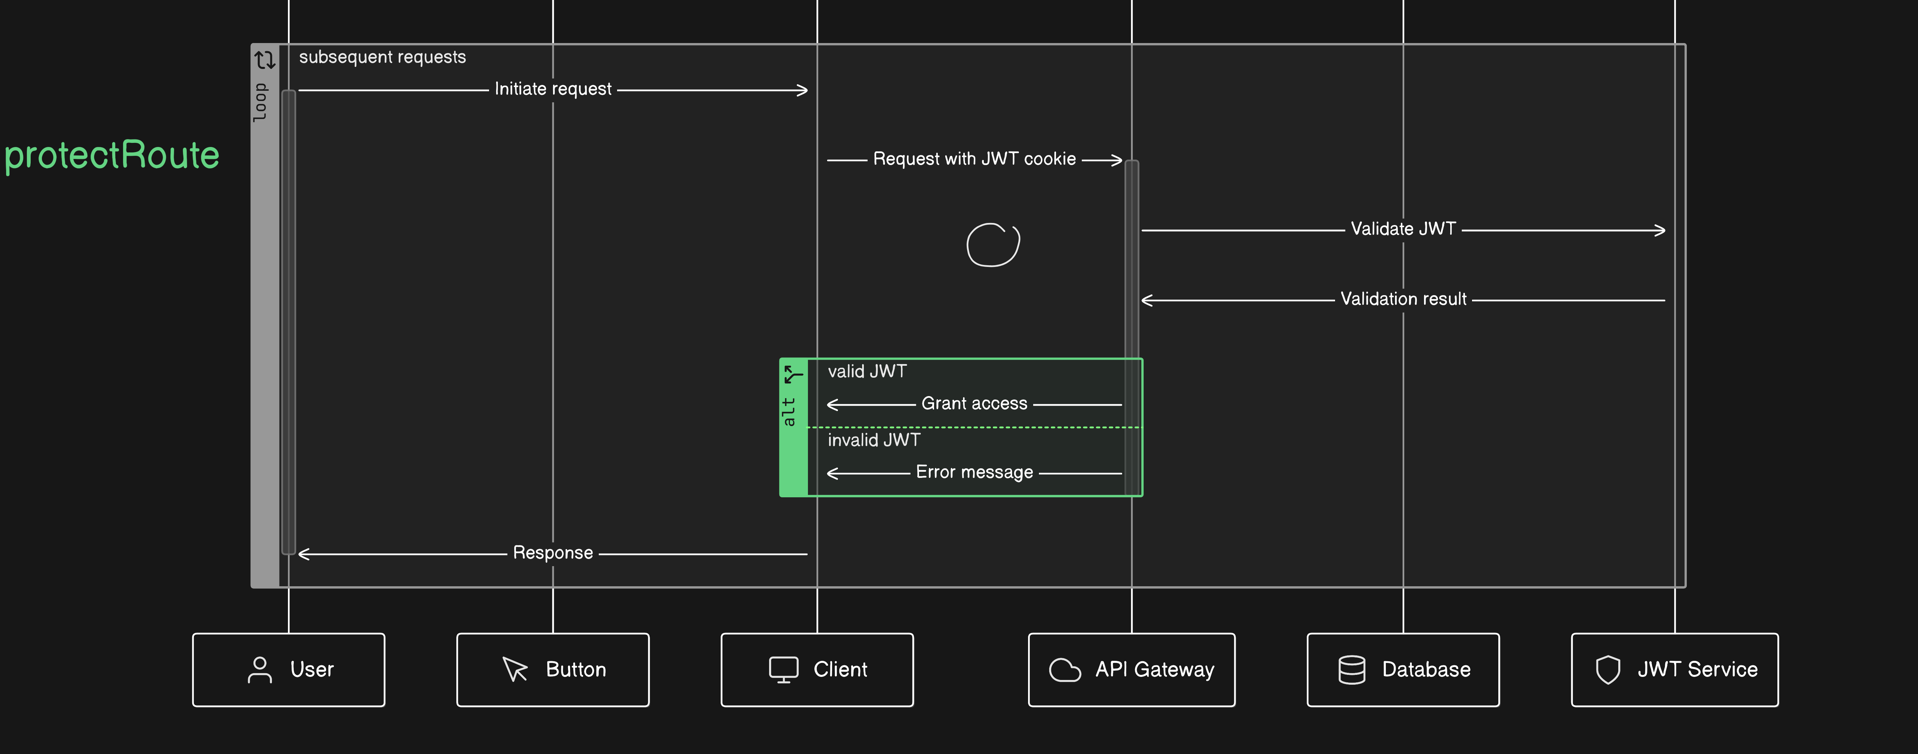 subsequent requests
loop
Initiate request
protectRoute
Request with JWT cookie
Validate JWT
Validation result
valid JWT
alt
Grant access
invalid JWT
Error message
Response
User
Button
Client
API Gateway
Database
JWT Service